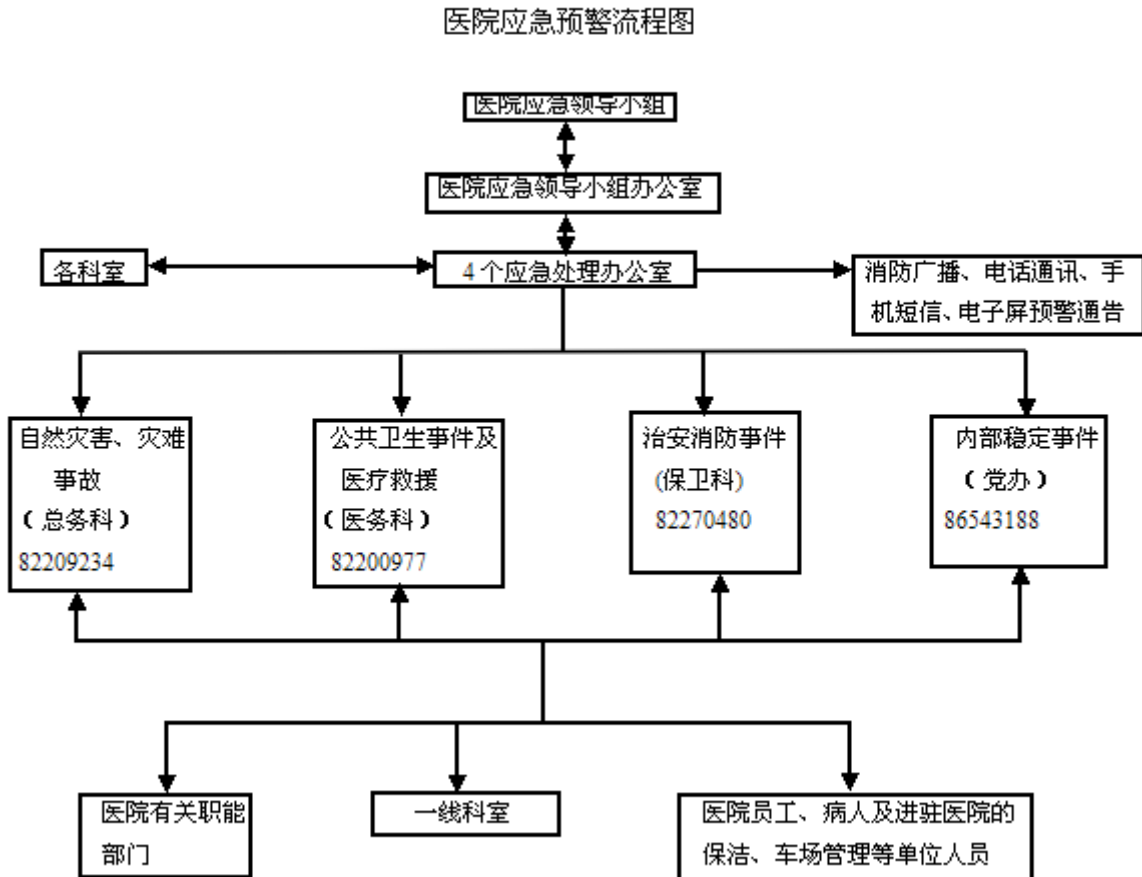 医院应急预警流程图
医院应急领导小组
医院应急领导小组办公室
各科室
4个应急处理办公室
消防广播、电话通讯、手
机短信、电子屏预警通告
自然灾害、灾难
事故
（总务科）
82209234
公共卫生事件及
医疗救援
（医务科）
82200977
治安消防事件
(保卫科)
82270480
内部稳定事件
（党办）
86543188
医院有关职能
部门
一线科室
医院员工、病人及进驻医院的
保洁、车场管理等单位人员